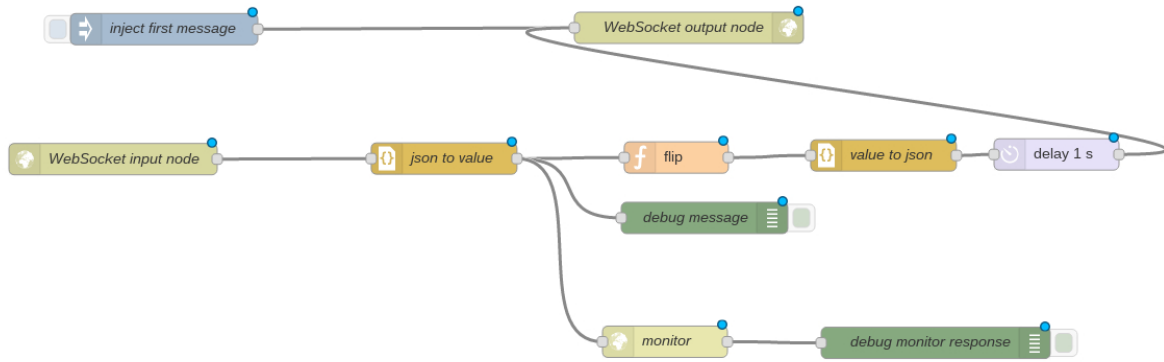 inject first message
WebSocket output node
WebSocket input node
json to value
flip
value to json
delay 1 s
debug message
monitor
debug monitor response